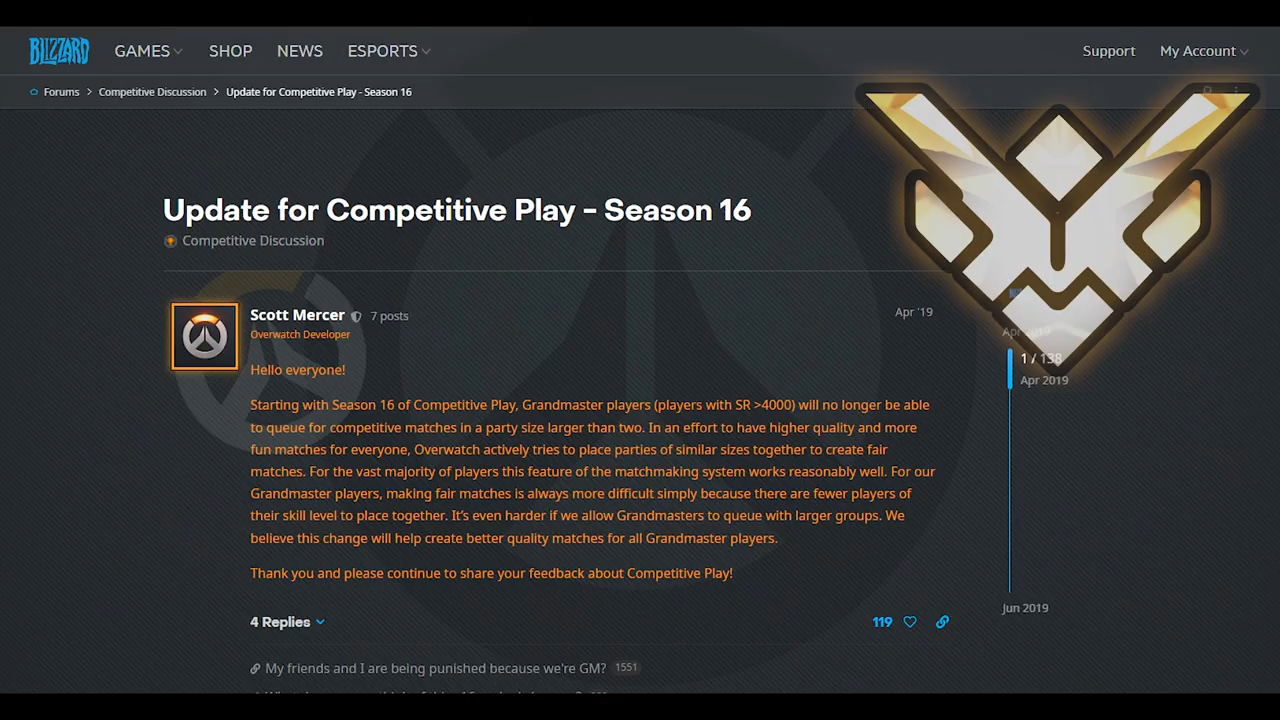 BLIZZARD GAMES SHOP NEWS ESPORTS Support My Account
Forums > Competitive Discussion > Update for Competitive Play - Season 16
Update for Competitive Play – Season 16
Competitive Discussion
Scott Mercer 7 posts Apr '19
Overwatch Developer
Hello everyone!
Starting with Season 16 of Competitive Play, Grandmaster players (players with SR >4000) will no longer be able
to queue for competitive matches in a party size larger than two. In an effort to have higher quality and more
fun matches for everyone, Overwatch actively tries to place parties of similar sizes together to create fair
matches. For the vast majority of players this feature of the matchmaking system works reasonably well. For our
Grandmaster players, making fair matches is always more difficult simply because there are fewer players of
their skill level to place together. It's even harder if we allow Grandmasters to queue with larger groups. We
believe this change will help create better quality matches for all Grandmaster players.
Thank you and please continue to share your feedback about Competitive Play!
Apr 2019
1 / 138
Apr 2019
Jun 2019
4 Replies 119
My friends and I are being punished because we're GM? 1551